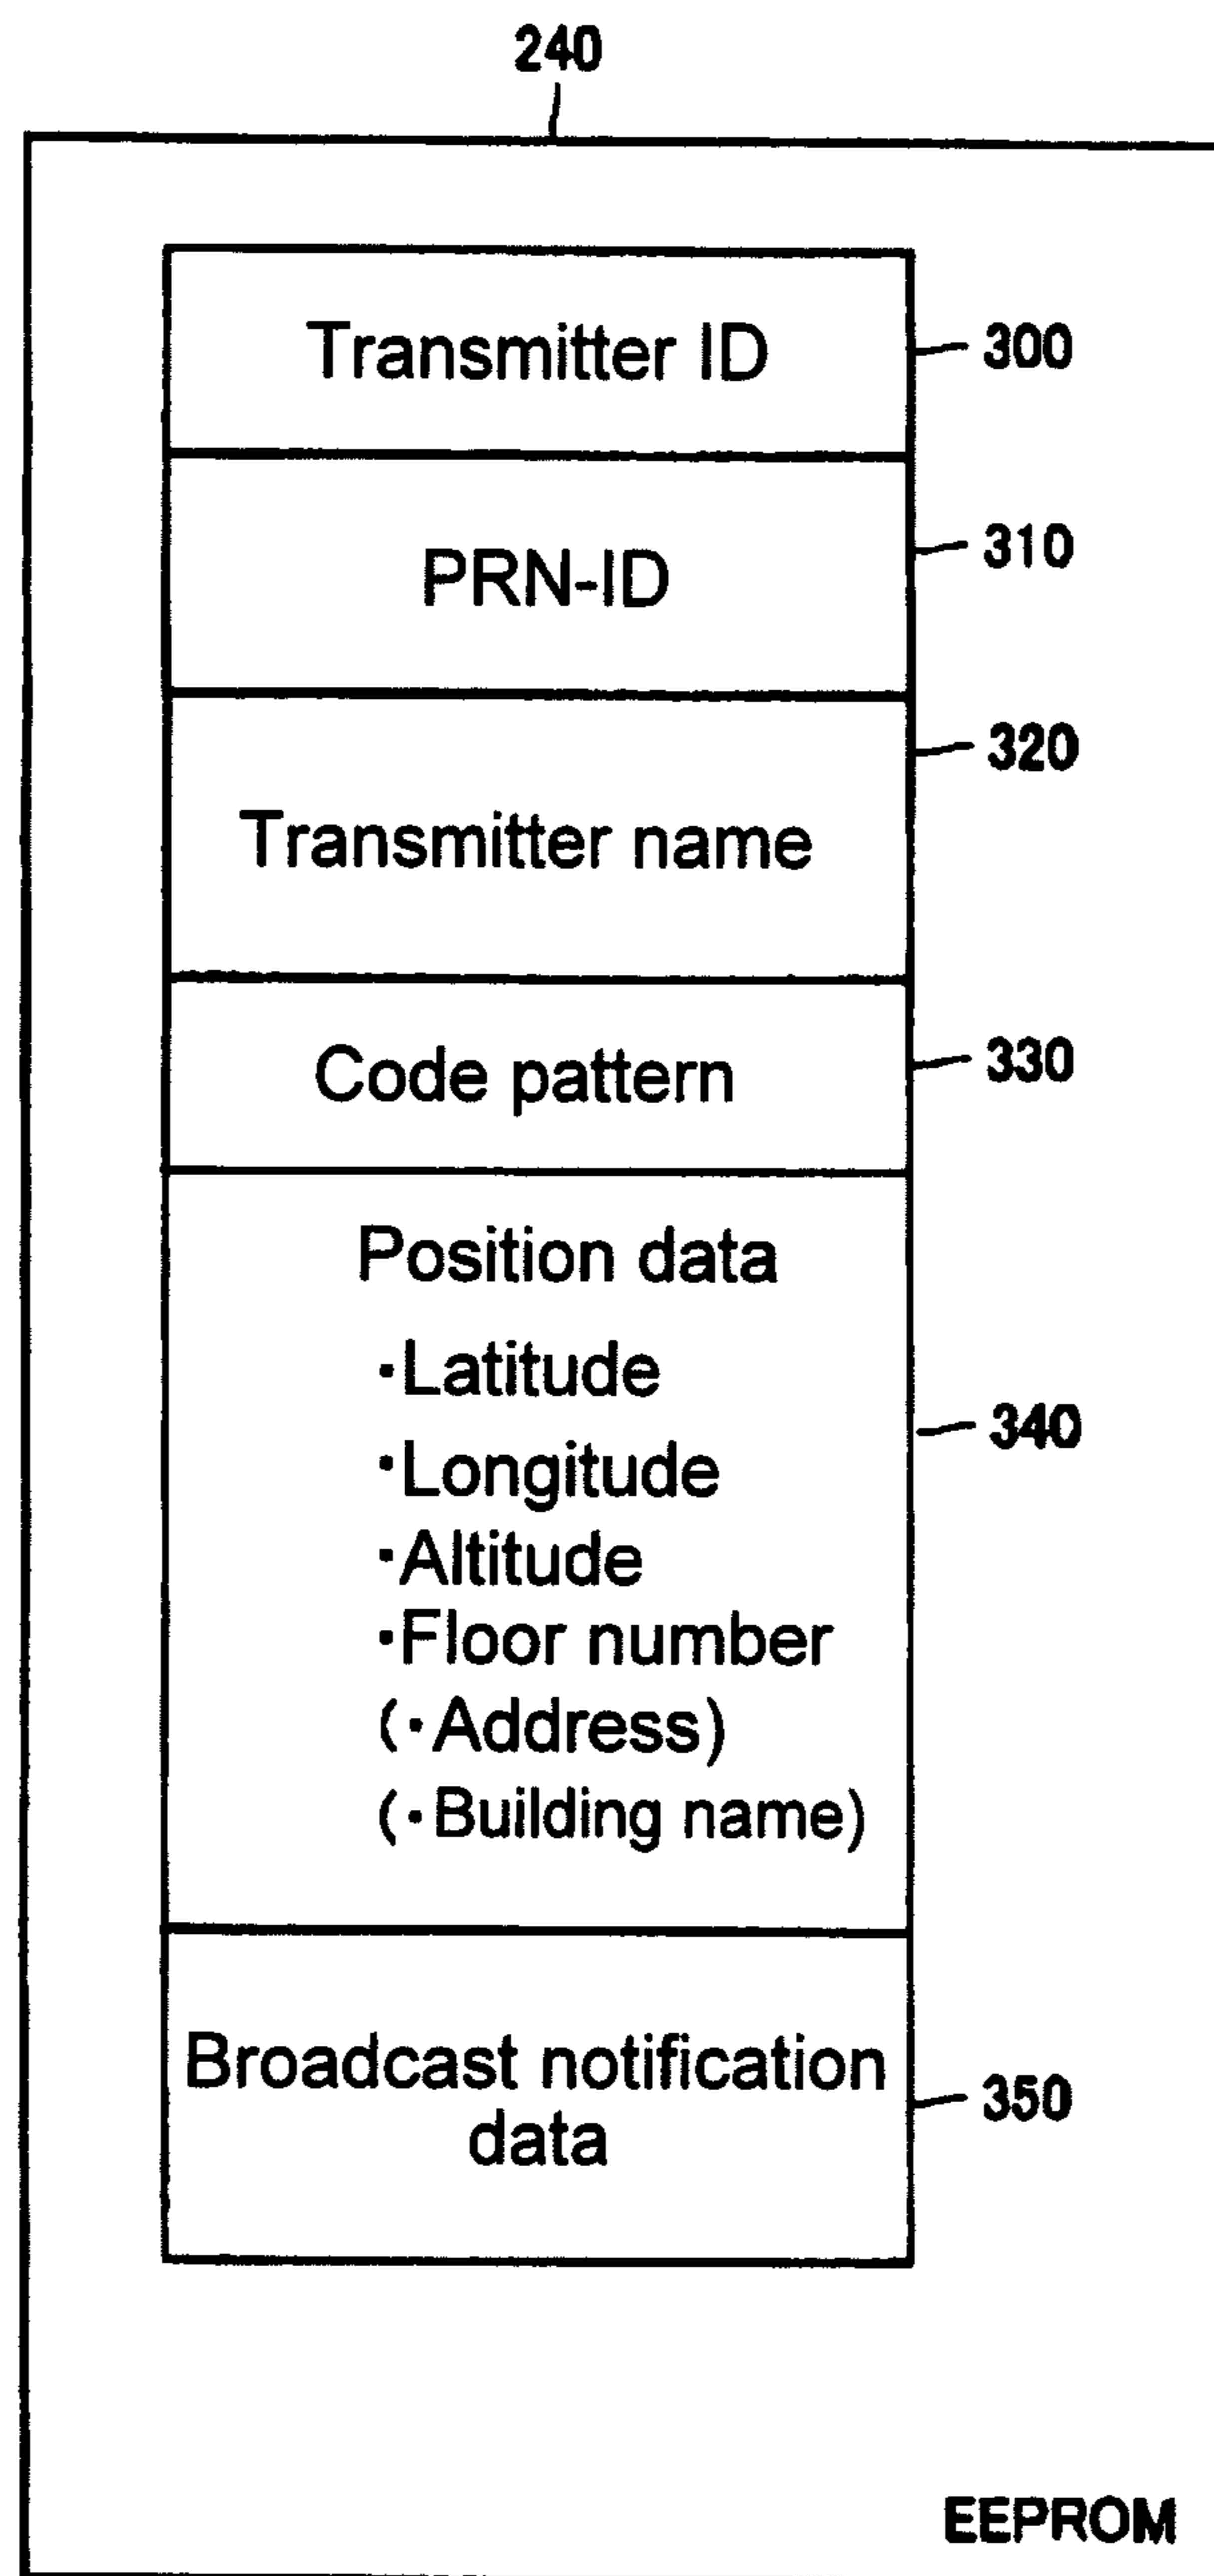 240
Transmitter ID
300
PRN-ID
310
320
Transmitter name
Code pattern
330
Position data
·Latitude
·Longitude
340
·Altitude
·Floor number
(·Address)
(·Building name)
Broadcast notification
data
350
EEPROM